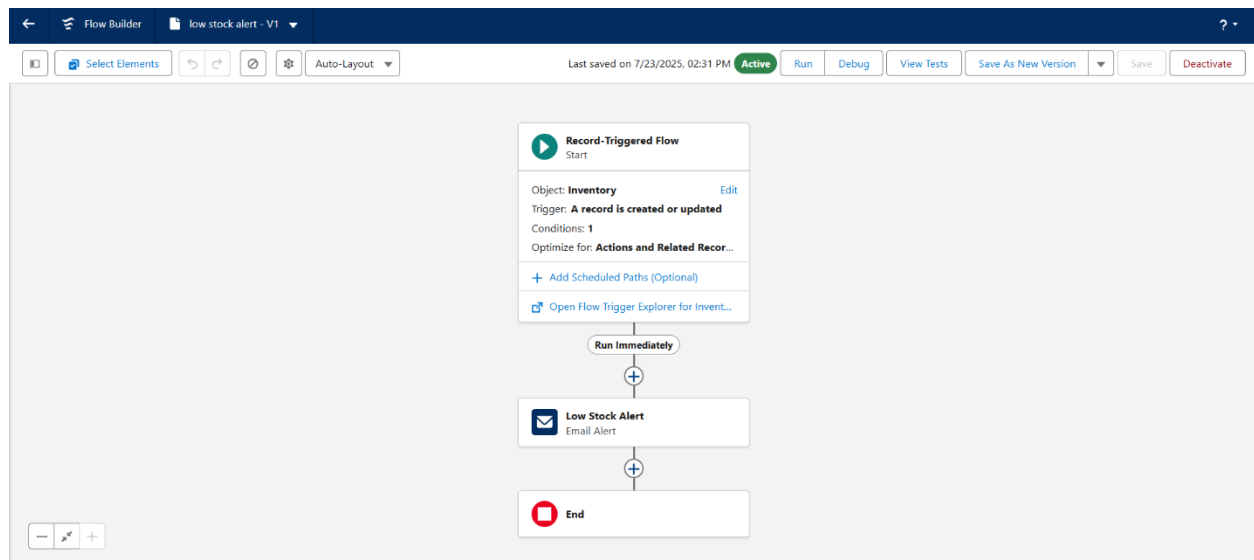 Flow Builder low stock alert - V1 ?
Select Elements Auto-Layout Last saved on 7/23/2025, 02:31 PM Active Run Debug View Tests Save As New Version Save Deactivate
Record-Triggered Flow
Start
Object: Inventory Edit
Trigger: A record is created or updated
Conditions: 1
Optimize for: Actions and Related Recor...
+ Add Scheduled Paths (Optional)
Open Flow Trigger Explorer for Invent...
Run Immediately
Low Stock Alert
Email Alert
End